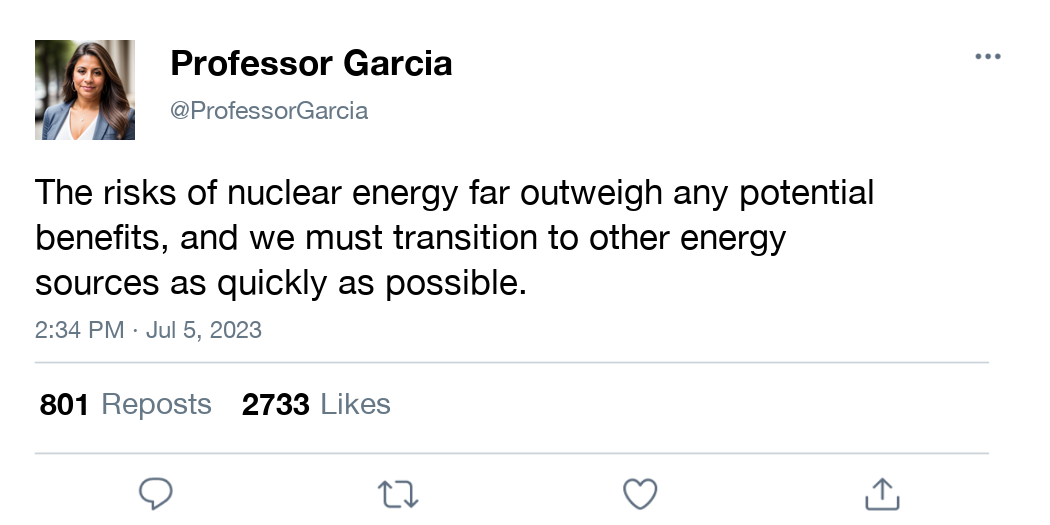 Professor Garcia
@ProfessorGarcia
The risks of nuclear energy far outweigh any potential
benefits, and we must transition to other energy
sources as quickly as possible.
2:34 PM · Jul 5, 2023
801 Reposts 2733 Likes